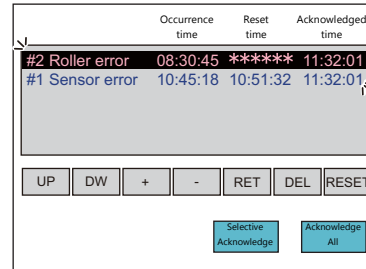 Occurrence time Reset time Acknowledged time
#2 Roller error 08:30:45 ****** 11:32:01
#1 Sensor error 10:45:18 10:51:32 11:32:01
UP DW + - RET DEL RESET
Selective Acknowledge Acknowledge All